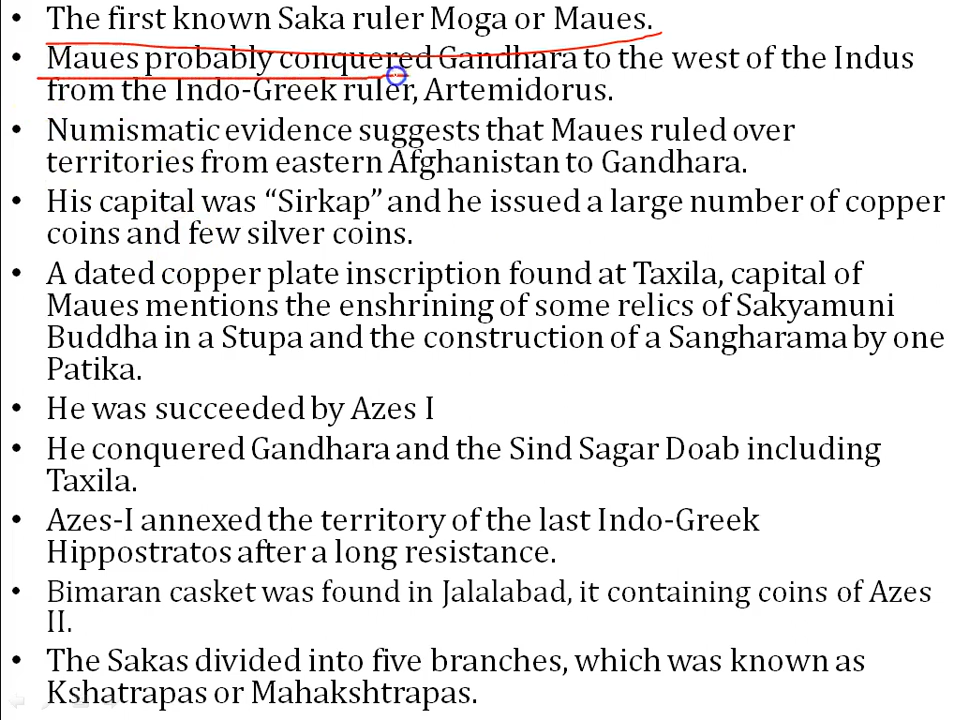 • The first known Saka ruler Moga or Maues.
• Maues probably conquered Gandhara to the west of the Indus
from the Indo-Greek ruler, Artemidorus.
• Numismatic evidence suggests that Maues ruled over
territories from eastern Afghanistan to Gandhara.
• His capital was “Sirkap” and he issued a large number of copper
coins and few silver coins.
• A dated copper plate inscription found at Taxila, capital of
Maues mentions the enshrining of some relics of Sakyamuni
Buddha in a Stupa and the construction of a Sangharama by one
Patika.
• He was succeeded by Azes I
• He conquered Gandhara and the Sind Sagar Doab including
Taxila.
• Azes-I annexed the territory of the last Indo-Greek
Hippostratos after a long resistance.
• Bimaran casket was found in Jalalabad, it containing coins of Azes
II.
• The Sakas divided into five branches, which was known as
Kshatrapas or Mahakshtrapas.